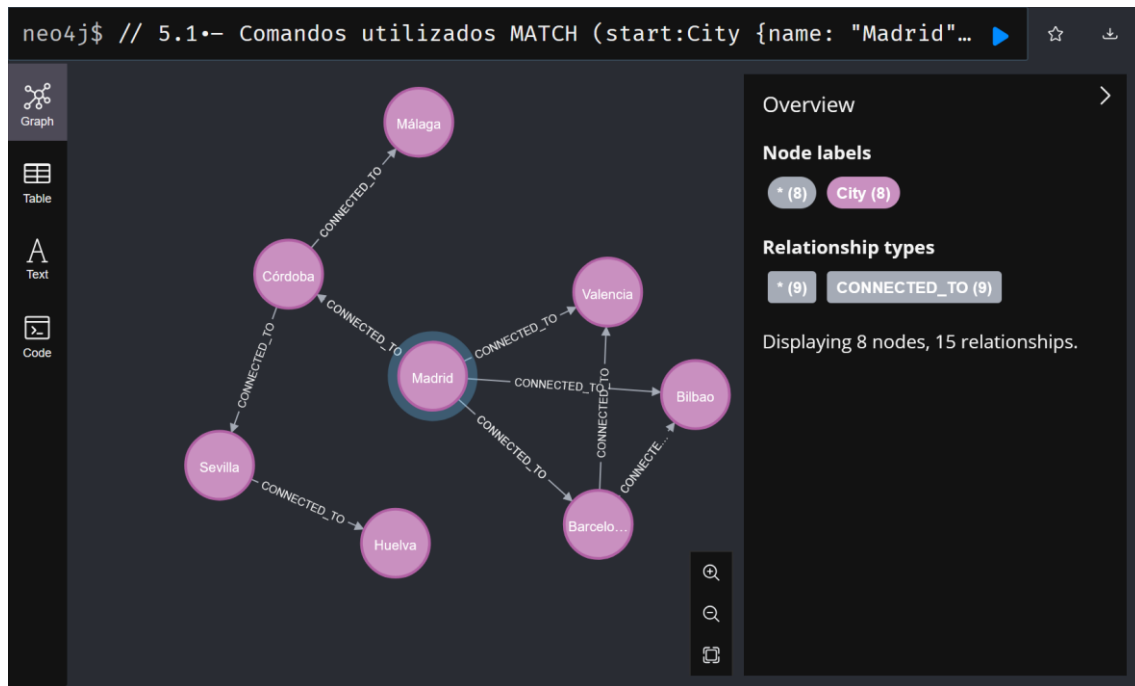 neo4j$ // 5.1•— Comandos utilizados MATCH (start:City {name: "Madrid"…
Graph
Table
Text
Code
Málaga
CONNECTED_TO
Córdoba
CONNECTED_TO
Valencia
CONNECTED_TO
Madrid
CONNECTED_TO
Bilbao
CONNECTED_TO
CONNECTED_TO
CONNECTED_TO
CONNECTE…
Sevilla
CONNECTED_TO
Barcelo…
Huelva
Overview
Node labels
* (8) City (8)
Relationship types
* (9) CONNECTED_TO (9)
Displaying 8 nodes, 15 relationships.